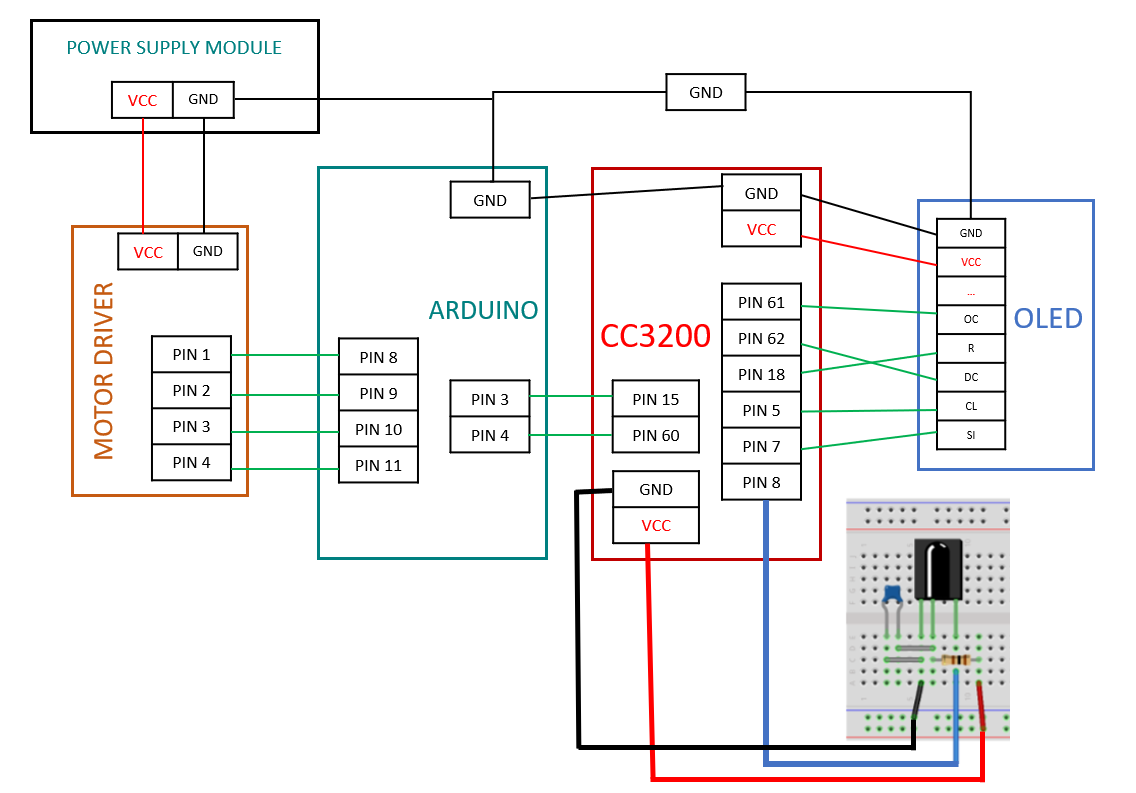 POWER SUPPLY MODULE
VCC GND
GND
MOTOR DRIVER
VCC GND
PIN 1
PIN 2
PIN 3
PIN 4
ARDUINO
GND
PIN 8
PIN 9
PIN 10
PIN 11
PIN 3
PIN 4
CC3200
GND
VCC
PIN 61
PIN 62
PIN 18
PIN 5
PIN 7
PIN 8
PIN 15
PIN 60
GND
VCC
OLED
GND
VCC
...
OC
R
DC
CL
SI